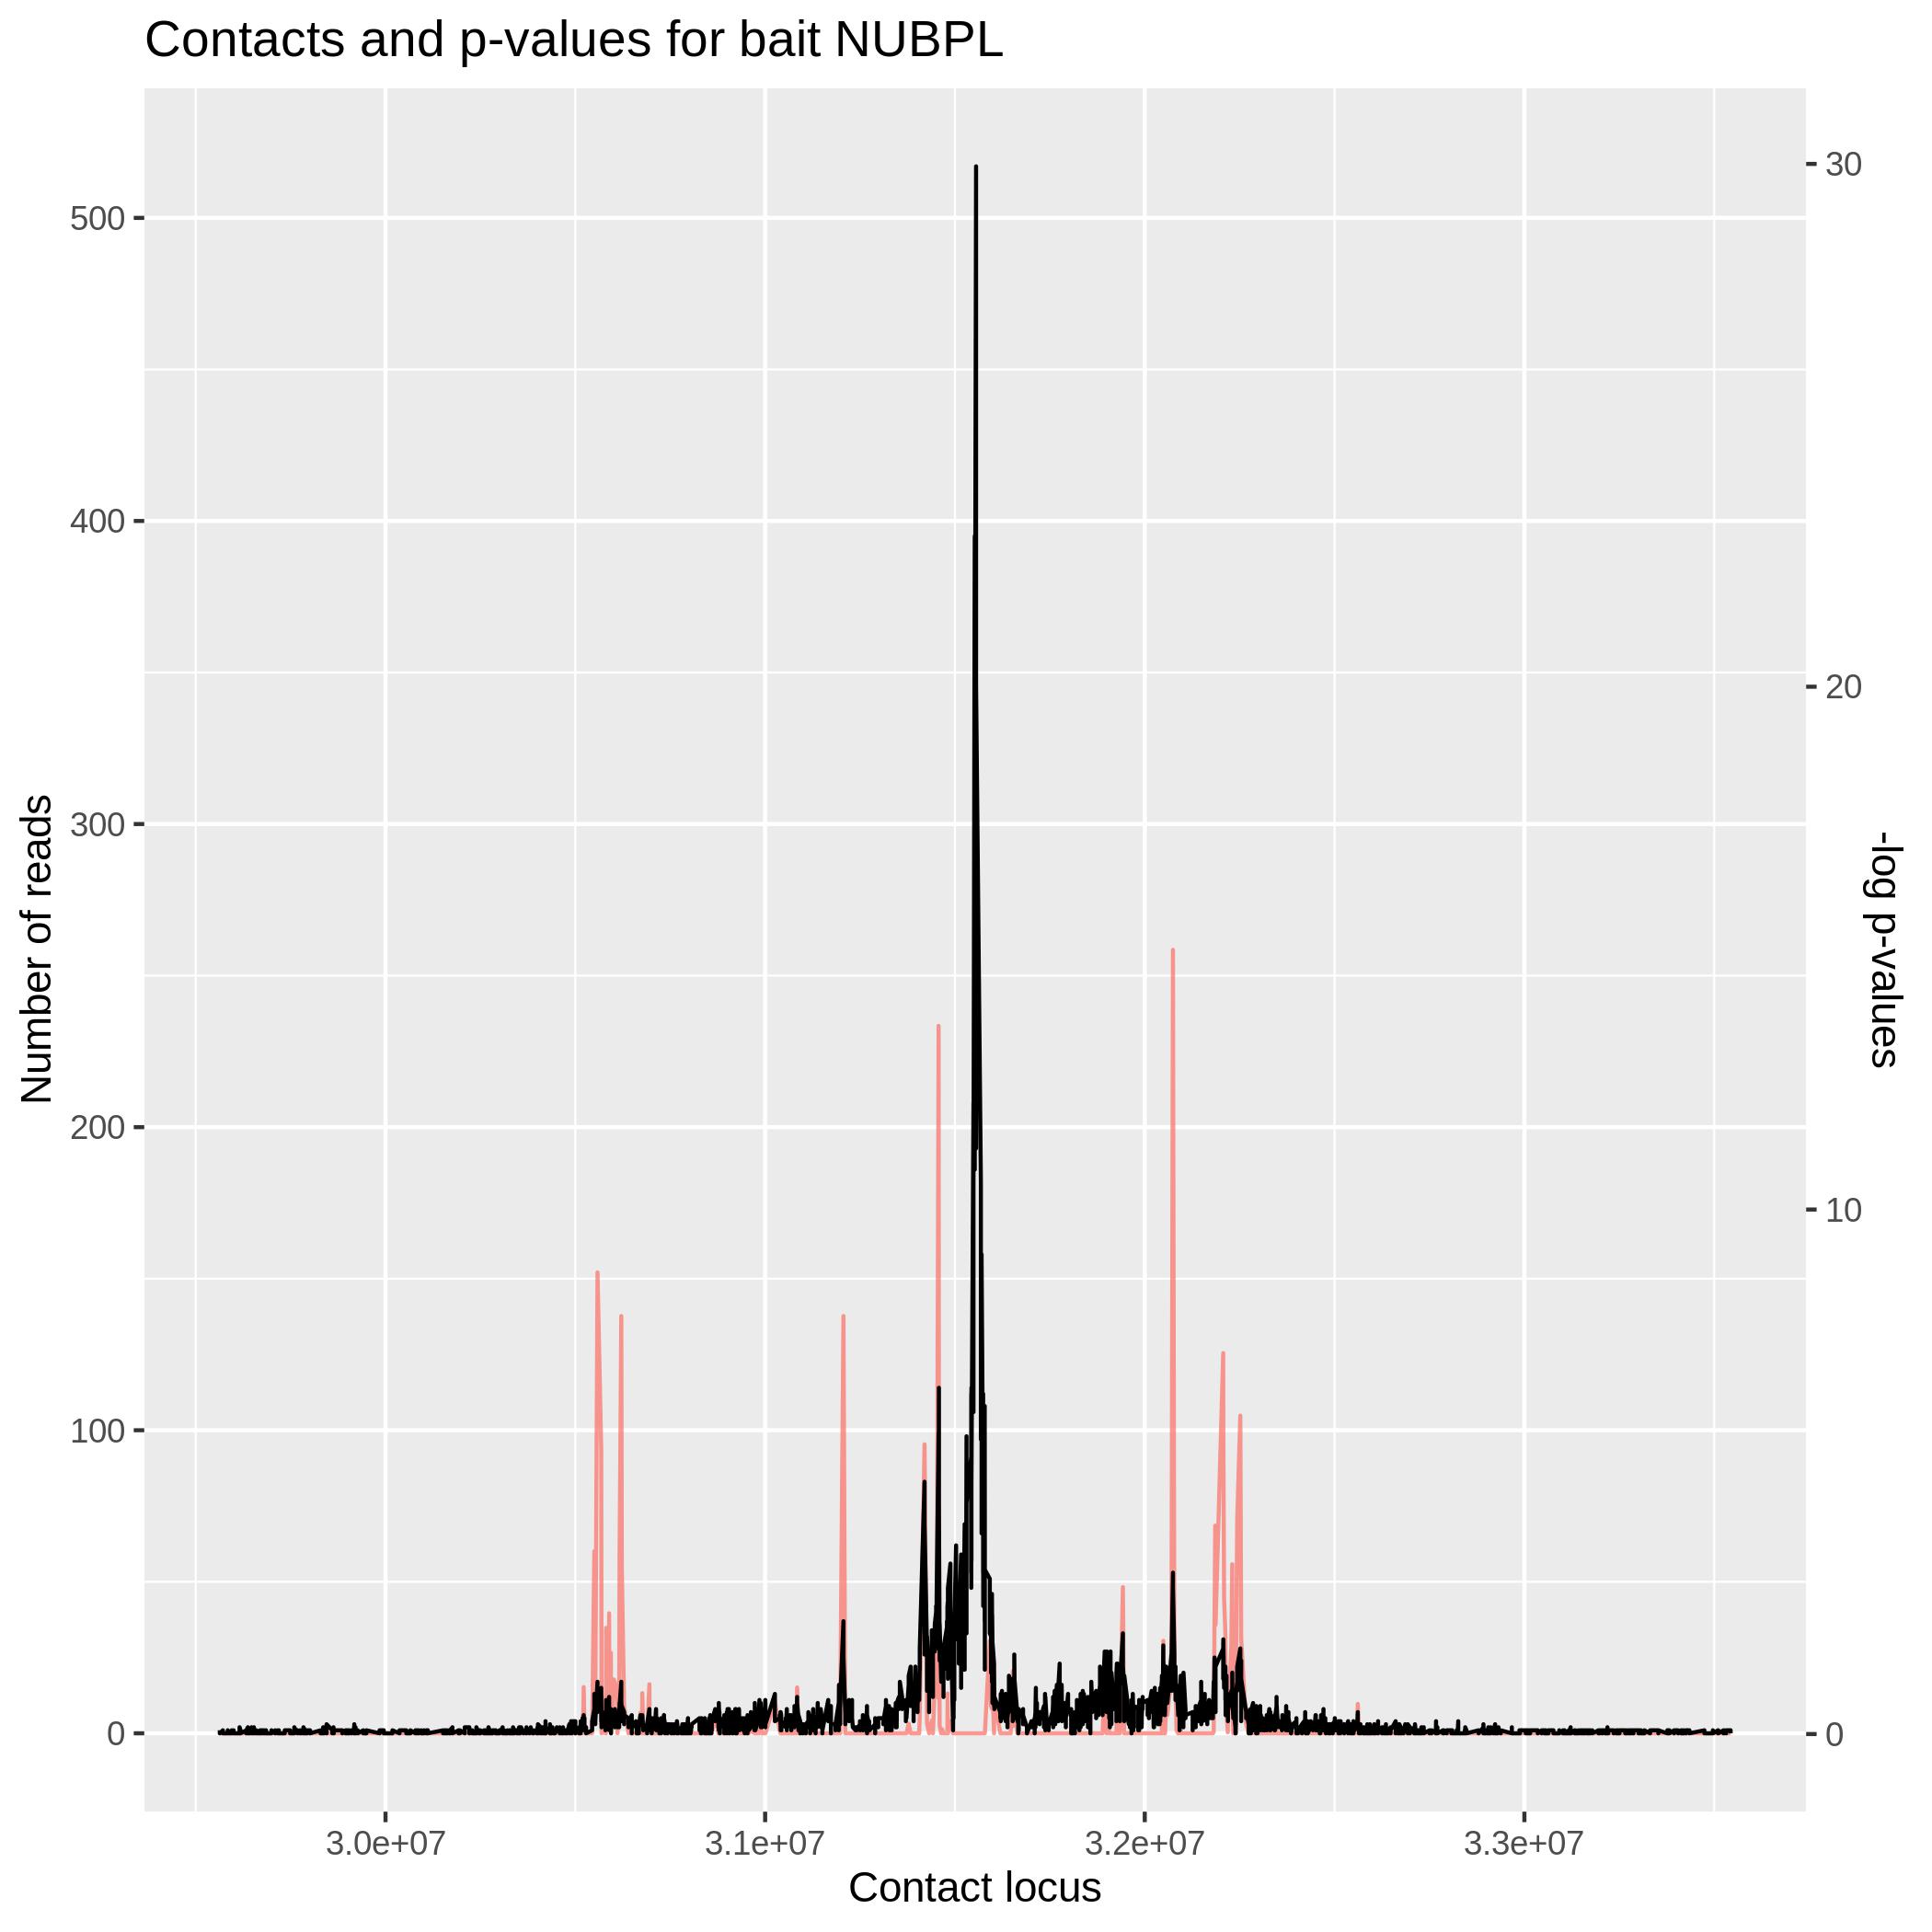 Contacts and p-values for bait NUBPL
500
400
300
200
100
0
Number of reads
30
20
10
0
-log p-values
3.0e+07
3.1e+07
3.2e+07
3.3e+07
Contact locus